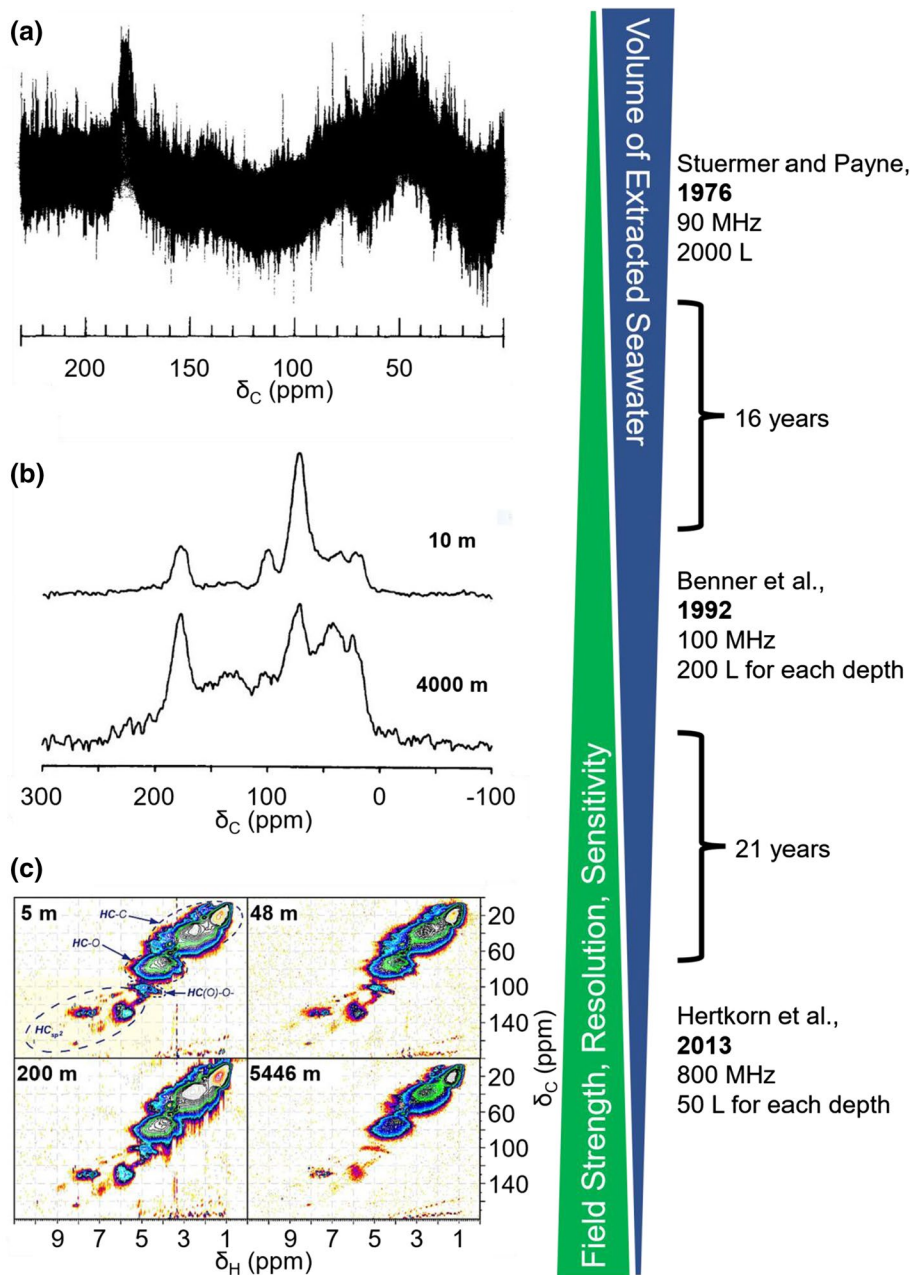 (a)
200 150 100 50
δC (ppm)
Volume of Extracted Seawater
Stuermer and Payne,
1976
90 MHz
2000 L
16 years
(b)
10 m
4000 m
300 200 100 0 -100
δC (ppm)
Benner et al.,
1992
100 MHz
200 L for each depth
21 years
Field Strength, Resolution, Sensitivity
(c)
5 m
HC-C
HC-O
HC(O)-O-
HCsp²
48 m
20
60
100
140
200 m
5446 m
20
60
100
140
δC (ppm)
9 7 5 3 1 9 7 5 3 1
δH (ppm)
Hertkorn et al.,
2013
800 MHz
50 L for each depth